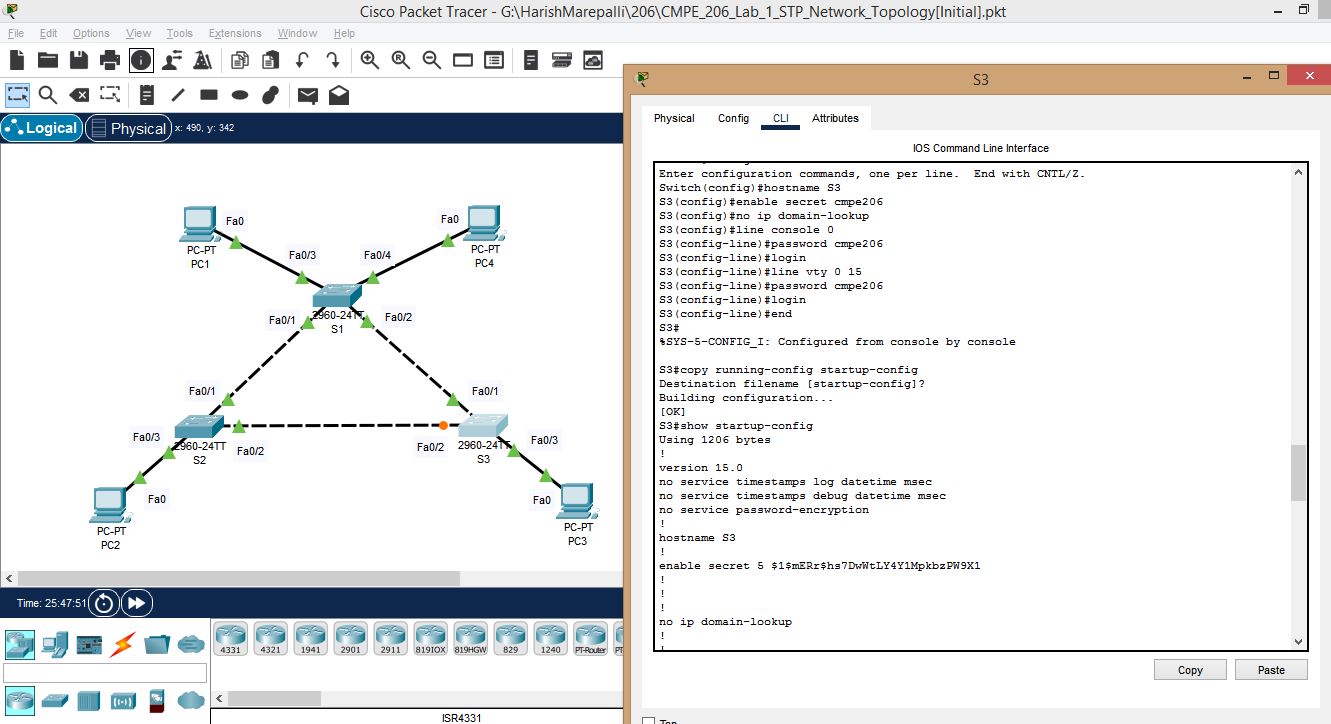 Cisco Packet Tracer - G:\HarishMarepalli\206\CMPE_206_Lab_1_STP_Network_Topology[Initial].pkt
File Edit Options View Tools Extensions Window Help
Logical
Physical
x: 490, y: 342
Fa0
PC-PT
PC1
Fa0
PC-PT
PC4
Fa0/3
Fa0/4
2960-24TT
S1
Fa0/1
Fa0/2
Fa0/1
Fa0/1
Fa0/3
2960-24TT
S2
Fa0/2
Fa0/2
2960-24TT
S3
Fa0/3
Fa0
PC-PT
PC2
Fa0
PC-PT
PC3
Time: 25:47:51
4331 4321 1941 2901 2911 819IOX 819HGW 829 1240 PT-Router
ISR4331
S3
Physical Config CLI Attributes
IOS Command Line Interface
Enter configuration commands, one per line. End with CNTL/Z.
Switch(config)#hostname S3
S3(config)#enable secret cmpe206
S3(config)#no ip domain-lookup
S3(config)#line console 0
S3(config-line)#password cmpe206
S3(config-line)#login
S3(config-line)#line vty 0 15
S3(config-line)#password cmpe206
S3(config-line)#login
S3(config-line)#end
S3#
%SYS-5-CONFIG_I: Configured from console by console
S3#copy running-config startup-config
Destination filename [startup-config]?
Building configuration...
[OK]
S3#show startup-config
Using 1206 bytes
!
version 15.0
no service timestamps log datetime msec
no service timestamps debug datetime msec
no service password-encryption
!
hostname S3
!
enable secret 5 $1$mERr$hs7DwWtLY4Y1MpkbzPW9X1
!
!
!
no ip domain-lookup
!
Copy
Paste
Top